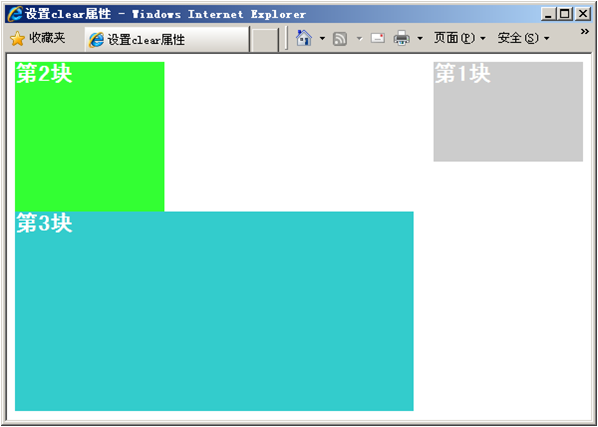 设置clear属性 - Windows Internet Explorer
收藏夹 设置clear属性 页面(P) 安全(S) »
第2块 第1块
第3块